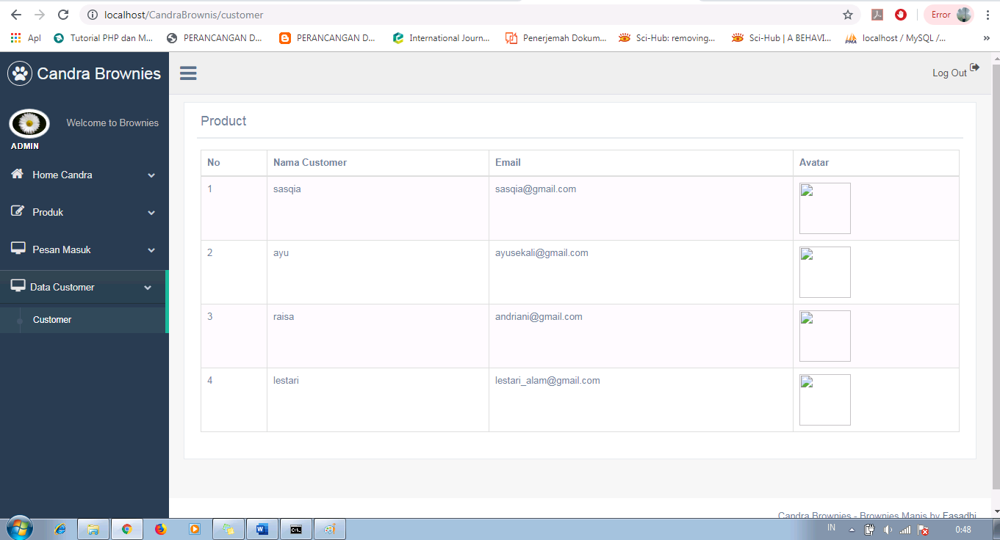 localhost/CandraBrownis/customer
Error
Apl
Tutorial PHP dan M...
PERANCANGAN D...
PERANCANGAN D...
International Journ...
Penerjemah Dokum...
Sci-Hub: removing...
Sci-Hub | A BEHAVI...
localhost / MySQL /...
»
Candra Brownies
Log Out
Welcome to Brownies
ADMIN
Home Candra
Produk
Pesan Masuk
Data Customer
Customer
Product
No Nama Customer Email Avatar
1 sasqia sasqia@gmail.com
2 ayu ayusekali@gmail.com
3 raisa andriani@gmail.com
4 lestari lestari_alam@gmail.com
Candra Brownies - Brownies Manis by Fasadhi
IN
0:48